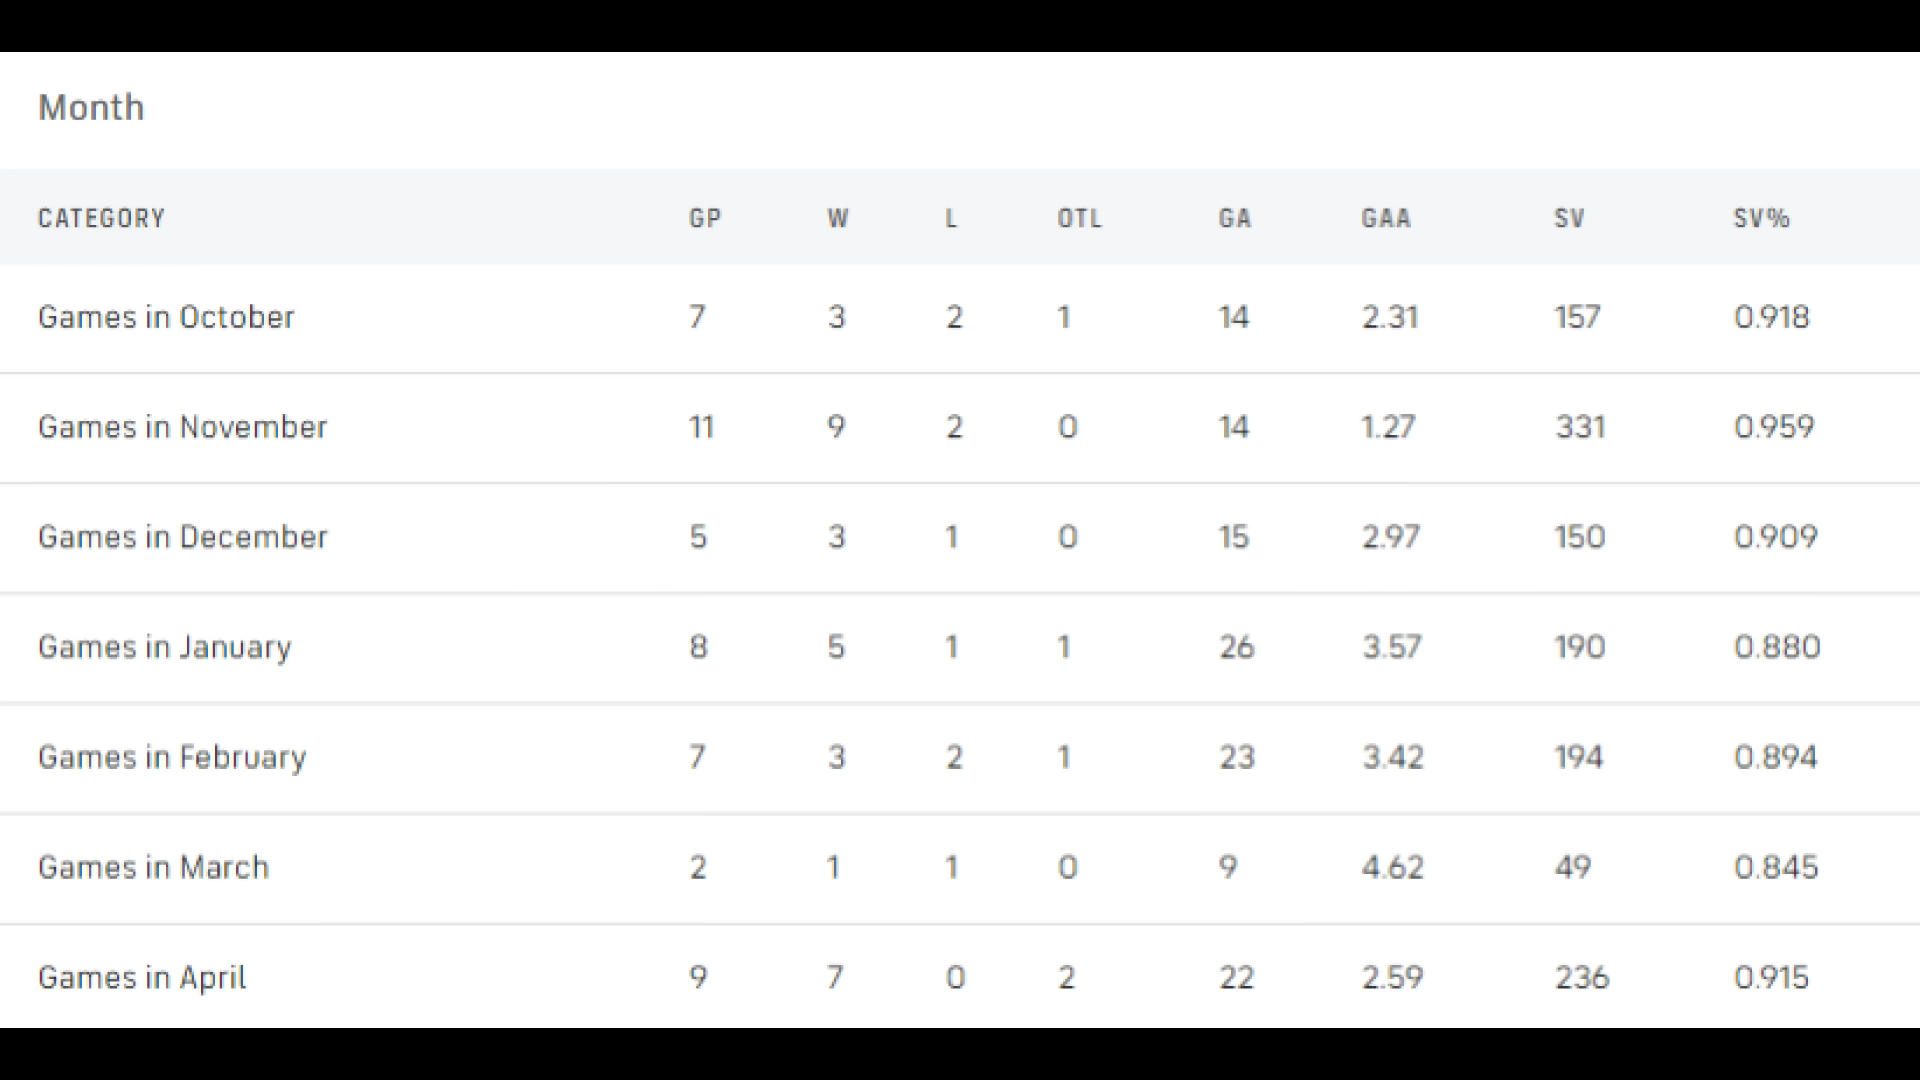 Month
CATEGORY GP W L OTL GA GAA SV SV%
Games in October 7 3 2 1 14 2.31 157 0.918
Games in November 11 9 2 0 14 1.27 331 0.959
Games in December 5 3 1 0 15 2.97 150 0.909
Games in January 8 5 1 1 26 3.57 190 0.880
Games in February 7 3 2 1 23 3.42 194 0.894
Games in March 2 1 1 0 9 4.62 49 0.845
Games in April 9 7 0 2 22 2.59 236 0.915